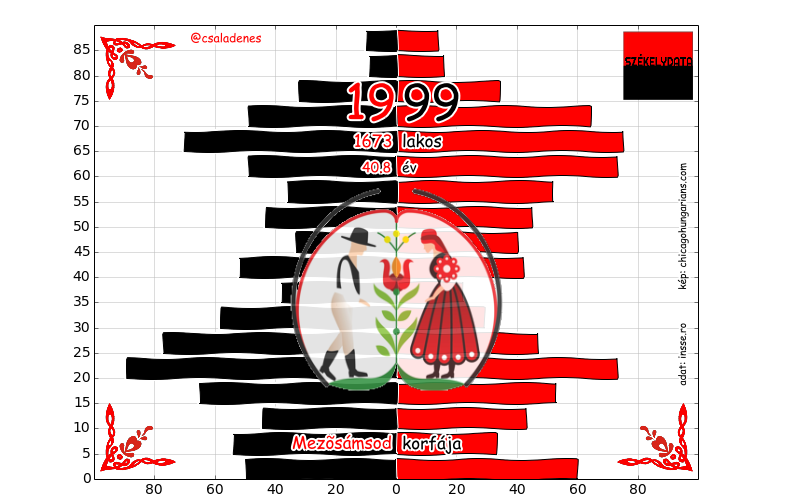 @csaladenes
SZÉKELYDATA
1999
1673 lakos
40.8 év
kép: chicagohungarians.com
adat: insse.ro
Mezősámsod korfája
85
80
75
70
65
60
55
50
45
40
35
30
25
20
15
10
5
0
80 60 40 20 0 20 40 60 80